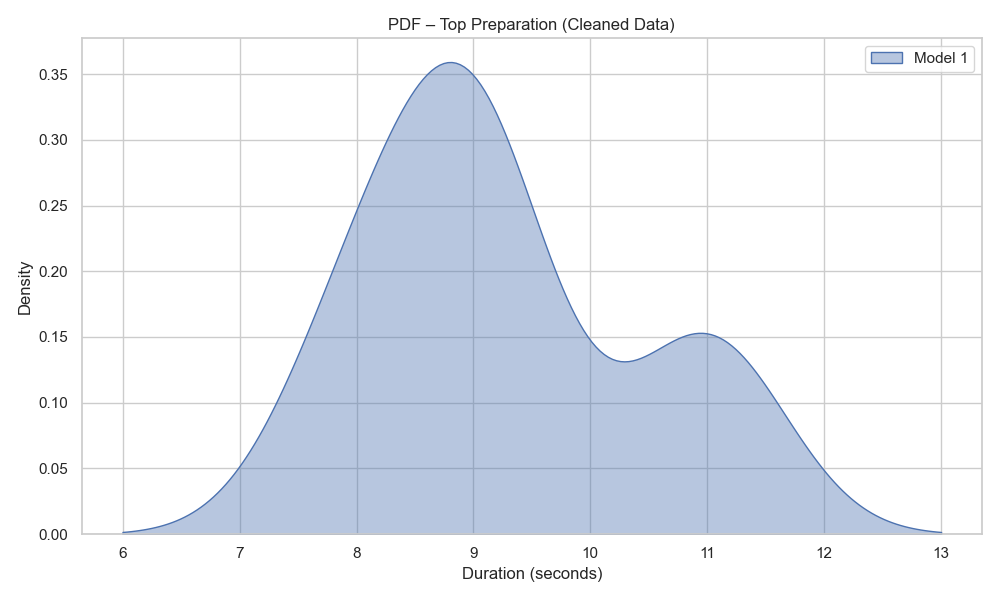 PDF – Top Preparation (Cleaned Data)
Model 1
0.35
0.30
0.25
0.20
0.15
0.10
0.05
0.00
Density
6 7 8 9 10 11 12 13
Duration (seconds)